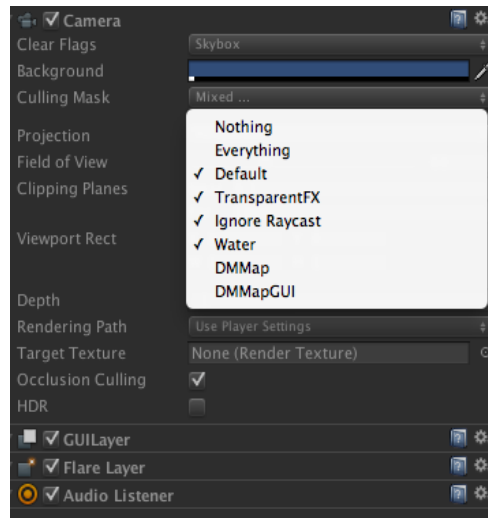 Camera
Clear Flags Skybox
Background
Culling Mask Mixed ...
Nothing
Projection
Everything
Field of View
Default
Clipping Planes
TransparentFX
Ignore Raycast
Viewport Rect
Water
DMMap
DMMapGUI
Depth
Rendering Path Use Player Settings
Target Texture None (Render Texture)
Occlusion Culling
HDR
GUILayer
Flare Layer
Audio Listener